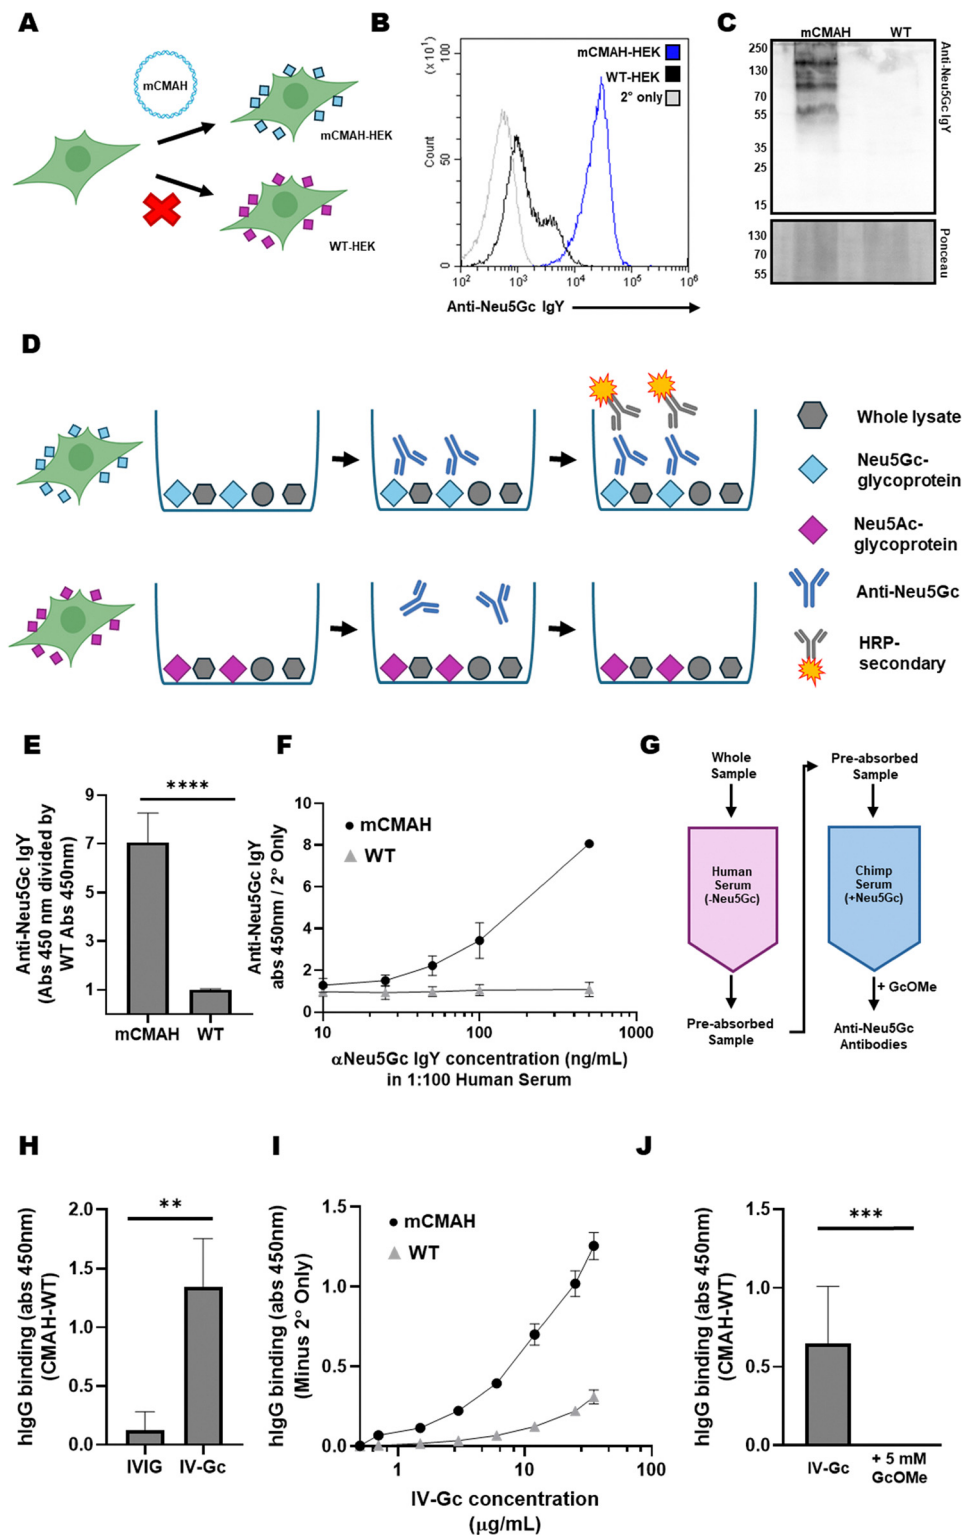 A
mCMAH
mCMAH-HEK
WT-HEK
B
(x 10¹)
100
50
0
Count
mCMAH-HEK
WT-HEK
2° only
10² 10³ 10⁴ 10⁵ 10⁶
Anti-Neu5Gc IgY
C
mCMAH WT
250
130
70
55
35
25
15
Anti-Neu5Gc IgY
130
70
55
Ponceau
D
Whole lysate
Neu5Gc-
glycoprotein
Neu5Ac-
glycoprotein
Anti-Neu5Gc
HRP-
secondary
E
Anti-Neu5Gc IgY
(Abs 450 nm divided by
WT Abs 450nm)
9
7
5
3
1
****
mCMAH WT
F
Anti-Neu5Gc IgY
abs 450nm / 2° Only
10
8
6
4
2
0
mCMAH
WT
10 100 1000
αNeu5Gc IgY concentration (ng/mL)
in 1:100 Human Serum
G
Whole
Sample
Human
Serum
(-Neu5Gc)
Pre-absorbed
Sample
Pre-absorbed
Sample
Chimp
Serum
(+Neu5Gc)
+ GcOMe
Anti-Neu5Gc
Antibodies
H
hIgG binding (abs 450nm)
(CMAH-WT)
2.0
1.5
1.0
0.5
0.0
**
IVIG IV-Gc
I
hIgG binding (abs 450nm)
(Minus 2° Only)
1.5
1.0
0.5
0.0
mCMAH
WT
1 10 100
IV-Gc concentration
(µg/mL)
J
hIgG binding (abs 450nm)
(CMAH-WT)
1.5
1.0
0.5
0.0
***
IV-Gc + 5 mM
GcOMe